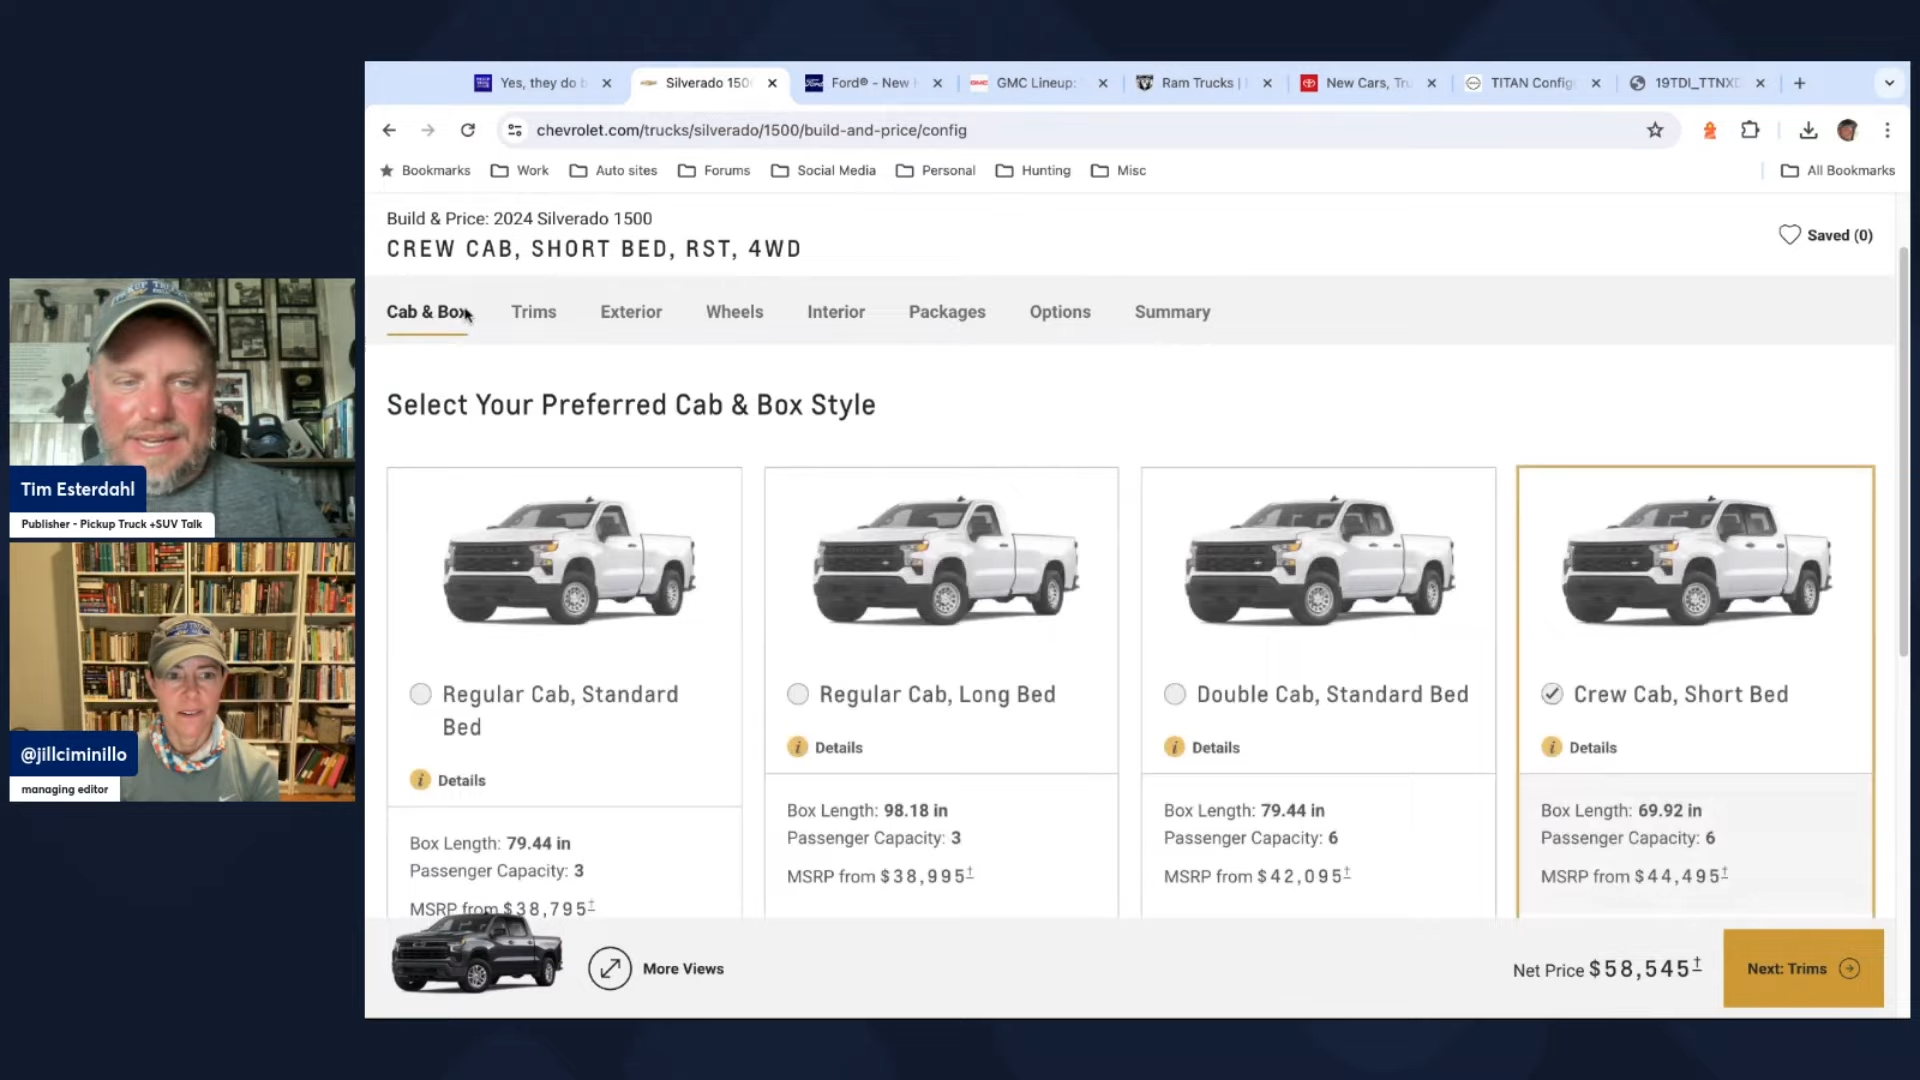 Yes, they do b
Silverado 150
Ford® - New
GMC Lineup:
Ram Trucks |
New Cars, Tru
TITAN Config
19TDI_TTNX
chevrolet.com/trucks/silverado/1500/build-and-price/config
Bookmarks
Work
Auto sites
Forums
Social Media
Personal
Hunting
Misc
All Bookmarks
Build & Price: 2024 Silverado 1500
CREW CAB, SHORT BED, RST, 4WD
Saved (0)
Cab & Box
Trims
Exterior
Wheels
Interior
Packages
Options
Summary
Select Your Preferred Cab & Box Style
Regular Cab, Standard
Bed
Details
Box Length: 79.44 in
Passenger Capacity: 3
MSRP from $38,795†
Regular Cab, Long Bed
Details
Box Length: 98.18 in
Passenger Capacity: 3
MSRP from $38,995†
Double Cab, Standard Bed
Details
Box Length: 79.44 in
Passenger Capacity: 6
MSRP from $42,095†
Crew Cab, Short Bed
Details
Box Length: 69.92 in
Passenger Capacity: 6
MSRP from $44,495†
More Views
Net Price $58,545†
Next: Trims
Tim Esterdahl
Publisher - Pickup Truck +SUV Talk
@jillciminillo
managing editor